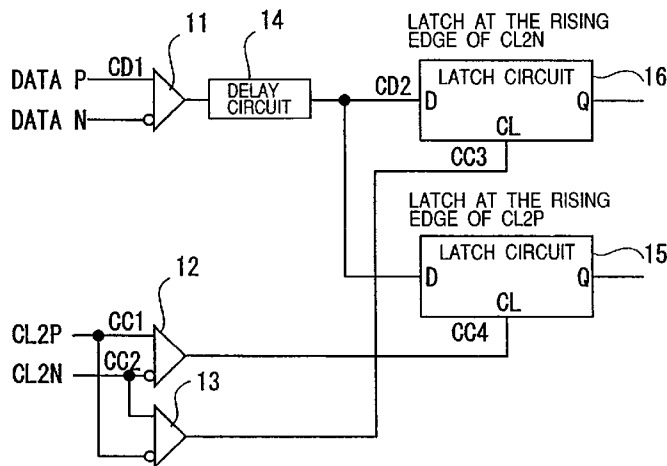 11
14
LATCH AT THE RISING
EDGE OF CL2N
DATA P
CD1
DELAY
CIRCUIT
CD2
LATCH CIRCUIT
16
D
Q
DATA N
CL
CC3
LATCH AT THE RISING
EDGE OF CL2P
LATCH CIRCUIT
15
D
Q
12
CL
CL2P
CC1
CC4
CL2N
CC2
13